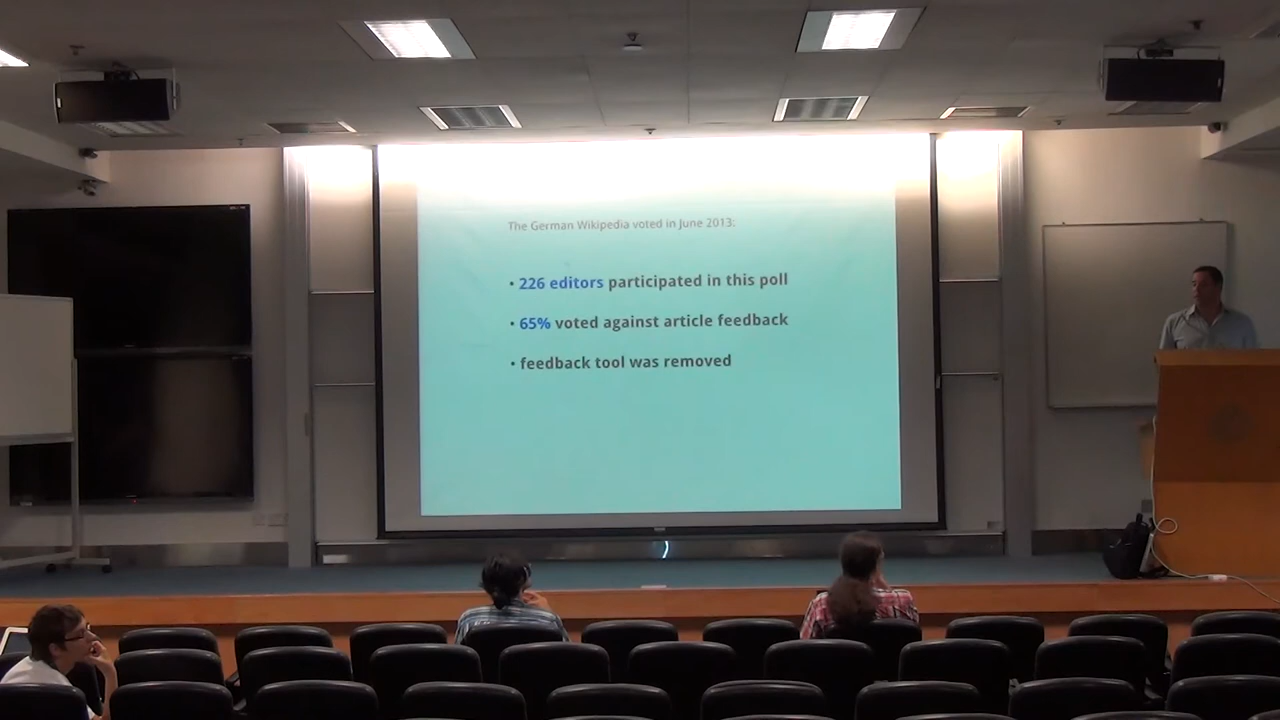 The German Wikipedia voted in June 2013:
• 226 editors participated in this poll
• 65% voted against article feedback
• feedback tool was removed